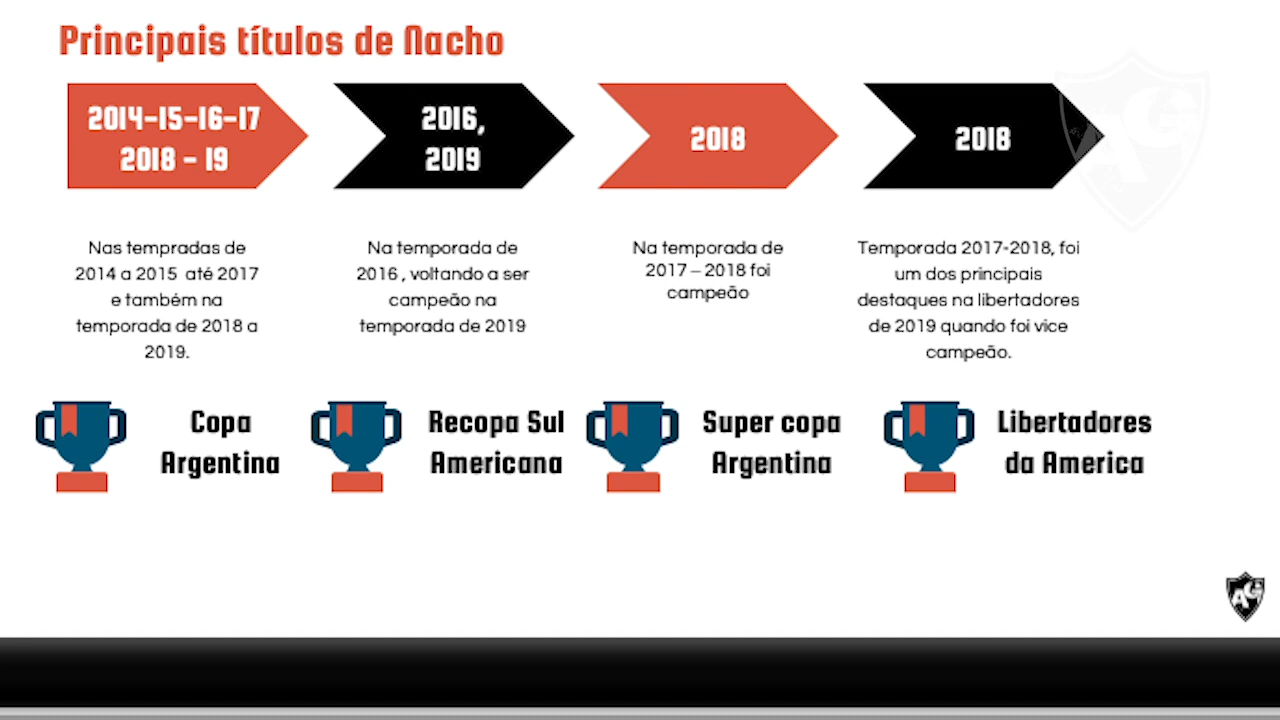 Principais títulos de Nacho
2014-15-16-17
2018 - 19
2016,
2019
2018
2018
Nas tempradas de
2014 a 2015 até 2017
e também na
temporada de 2018 a
2019.
Na temporada de
2016 , voltando a ser
campeão na
temporada de 2019
Na temporada de
2017 – 2018 foi
campeão
Temporada 2017-2018, foi
um dos principais
destaques na libertadores
de 2019 quando foi vice
campeão.
Copa
Argentina
Recopa Sul
Americana
Super copa
Argentina
Libertadores
da America
AG
AG